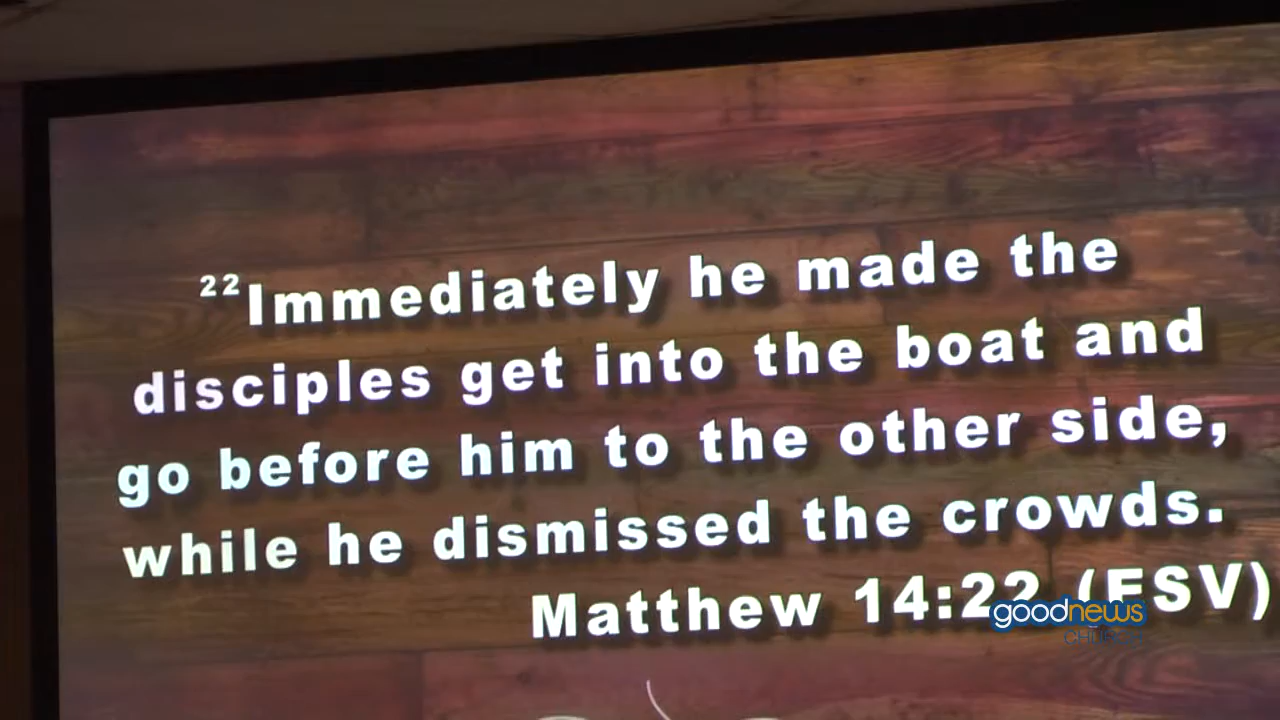 ²²Immediately he made the
disciples get into the boat and
go before him to the other side,
while he dismissed the crowds.
Matthew 14:22 (ESV)
goodnews
CHURCH